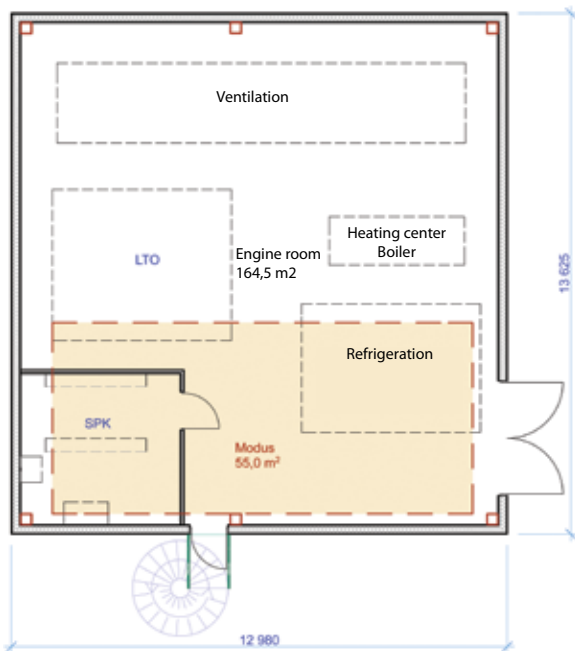 Ventilation
Heating center
Boiler
Engine room
164,5 m2
LTO
13 625
Refrigeration
SPK
Modus
55,0 m²
12 980